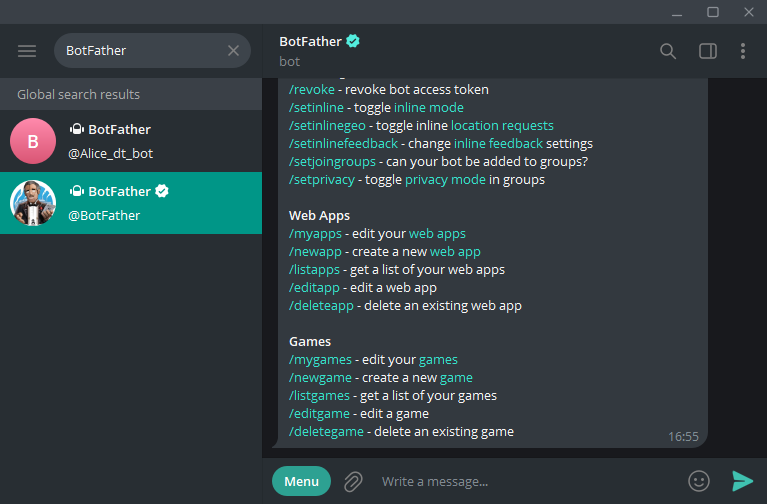 BotFather
Global search results
B
BotFather
@Alice_dt_bot
BotFather
@BotFather
BotFather
bot
/revoke - revoke bot access token
/setinline - toggle inline mode
/setinlinegeo - toggle inline location requests
/setinlinefeedback - change inline feedback settings
/setjoingroups - can your bot be added to groups?
/setprivacy - toggle privacy mode in groups
Web Apps
/myapps - edit your web apps
/newapp - create a new web app
/listapps - get a list of your web apps
/editapp - edit a web app
/deleteapp - delete an existing web app
Games
/mygames - edit your games
/newgame - create a new game
/listgames - get a list of your games
/editgame - edit a game
/deletegame - delete an existing game
16:55
Menu
Write a message...